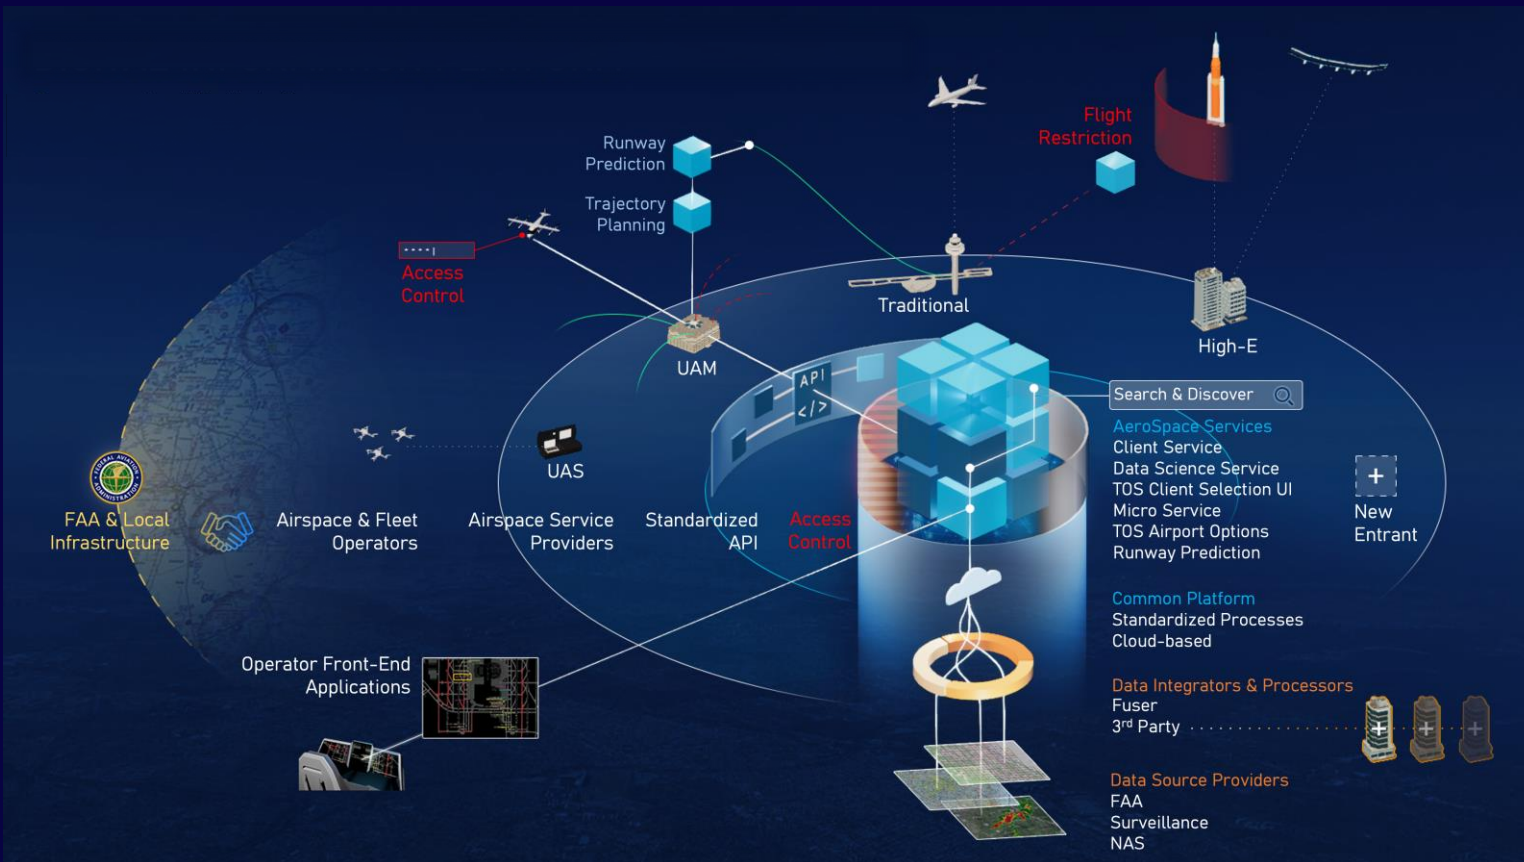 Flight
Restriction
Runway
Prediction
Trajectory
Planning
Access
Control
Traditional
High-E
UAM
API
</>
Search & Discover
AeroSpace Services
Client Service
Data Science Service
TOS Client Selection UI
Micro Service
TOS Airport Options
Runway Prediction
New
Entrant
UAS
FEDERAL AVIATION
ADMINISTRATION
FAA & Local
Infrastructure
Airspace & Fleet
Operators
Airspace Service
Providers
Standardized
API
Access
Control
Common Platform
Standardized Processes
Cloud-based
Operator Front-End
Applications
Data Integrators & Processors
Fuser
3rd Party
Data Source Providers
FAA
Surveillance
NAS